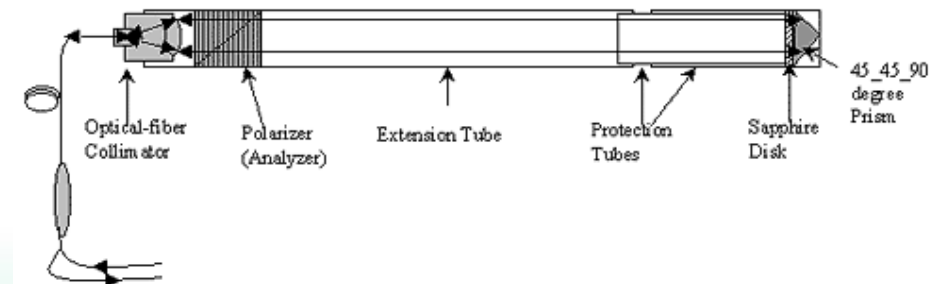 Optical-fiber
Collimator
Polarizer
(Analyzer)
Extension Tube
Protection
Tubes
Sapphire
Disk
45_45_90
degree
Prism